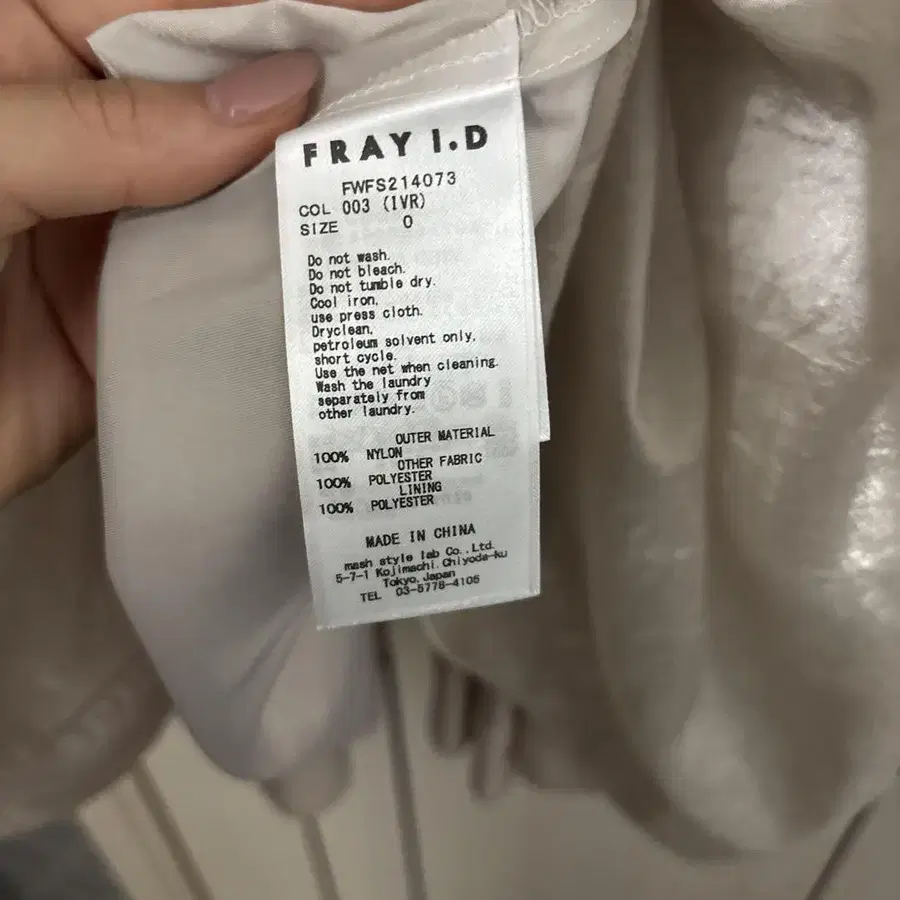 FRAY I.D
FWFS214073
COL 003 (IVR)
SIZE 0
Do not wash.
Do not bleach.
Do not tumble dry.
Cool iron,
use press cloth.
Dryclean,
petroleum solvent only,
short cycle.
Use the net when cleaning.
Wash the laundry
separately from
other laundry.
OUTER MATERIAL
100% NYLON
OTHER FABRIC
100% POLYESTER
LINING
100% POLYESTER
MADE IN CHINA
mash style lab Co.,Ltd.
5-7-1 Kojimachi.Chiyoda-ku
Tokyo,Japan
TEL 03-5778-4105